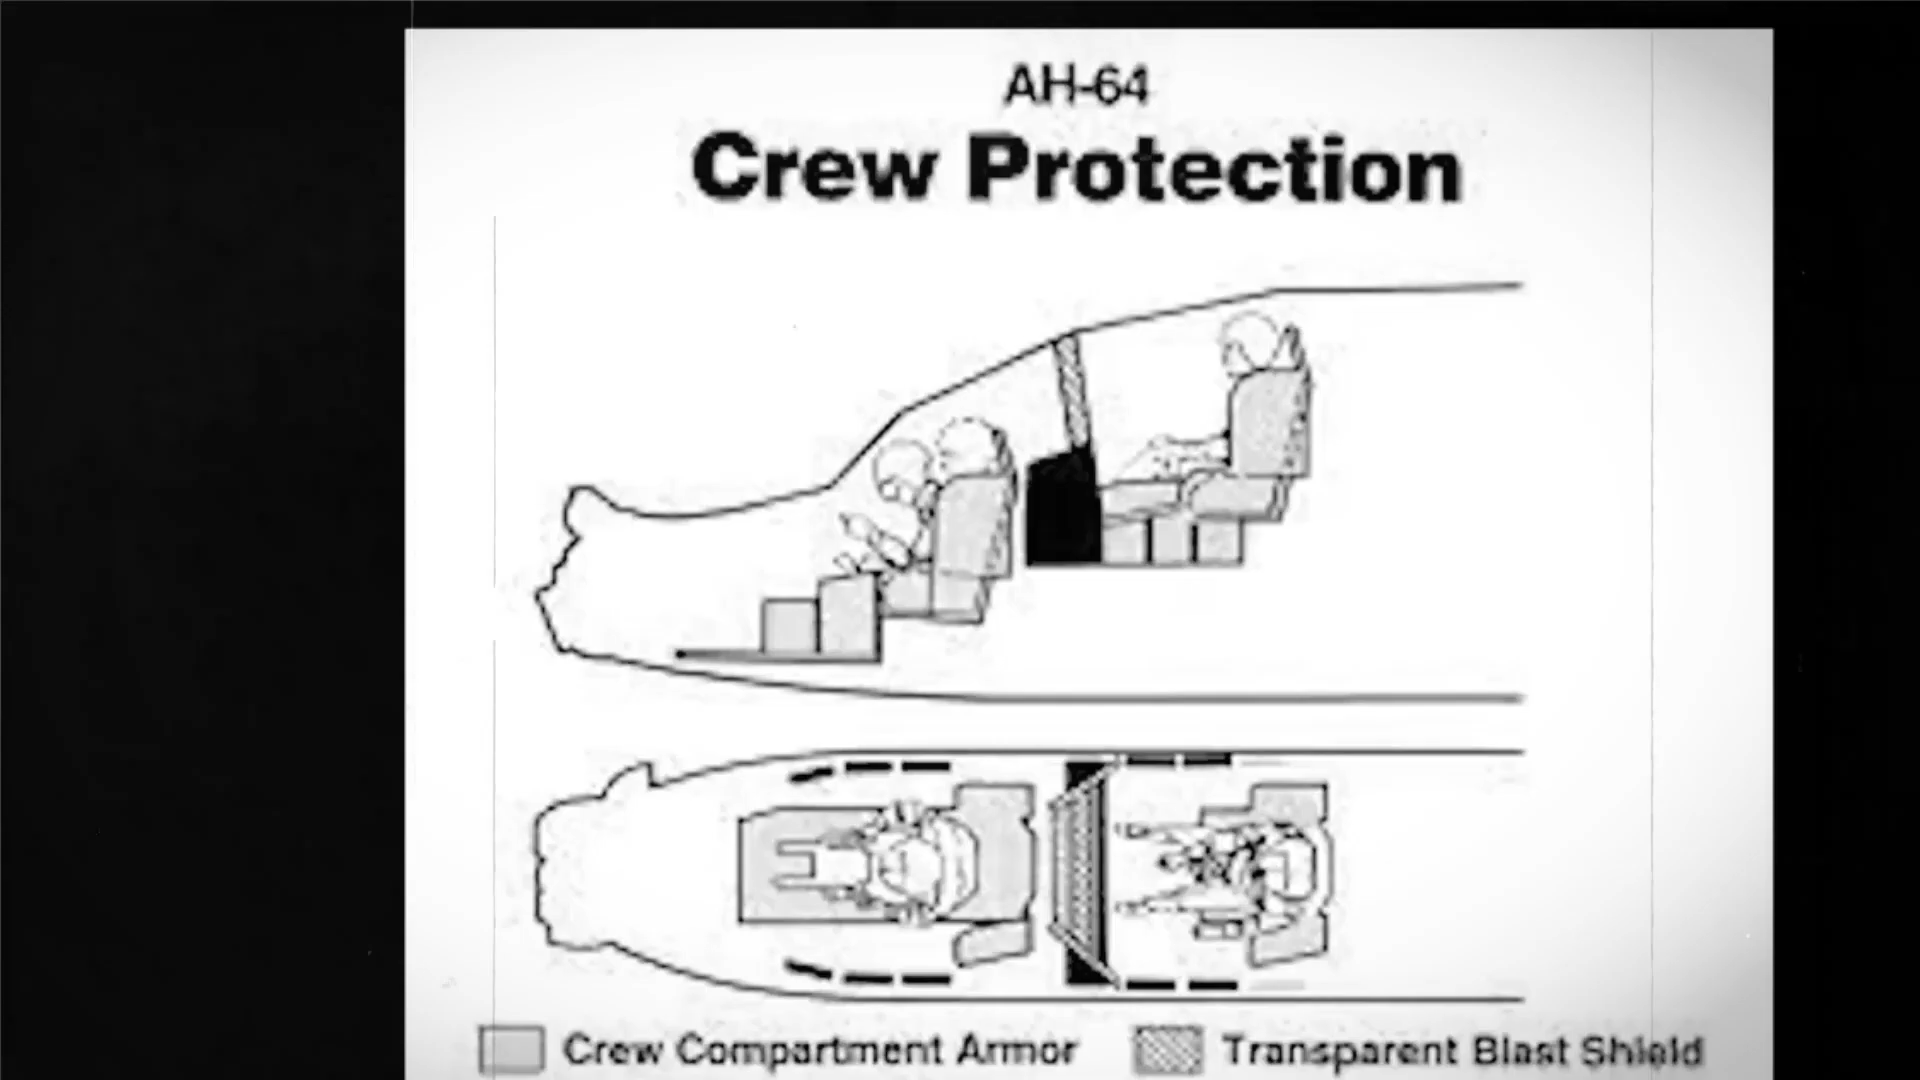 AH-64
Crew Protection
Crew Compartment Armor
Transparent Blast Shield